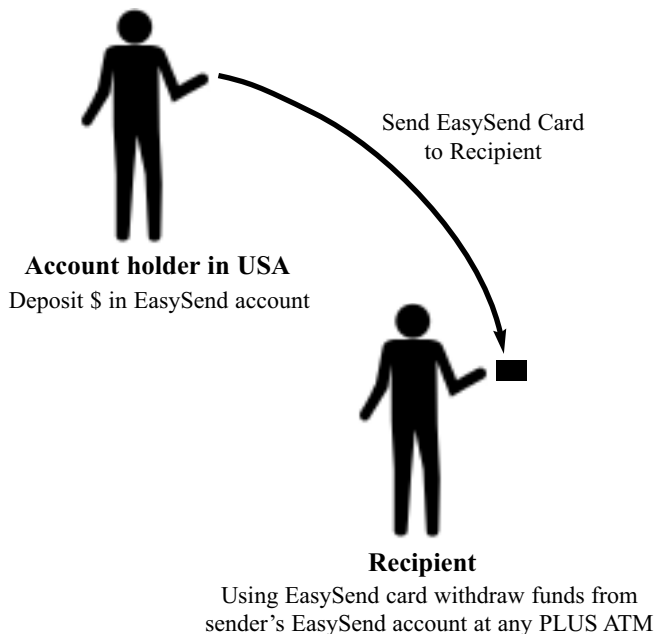 Send EasySend Card
to Recipient
Account holder in USA
Deposit $ in EasySend account
Recipient
Using EasySend card withdraw funds from
sender’s EasySend account at any PLUS ATM